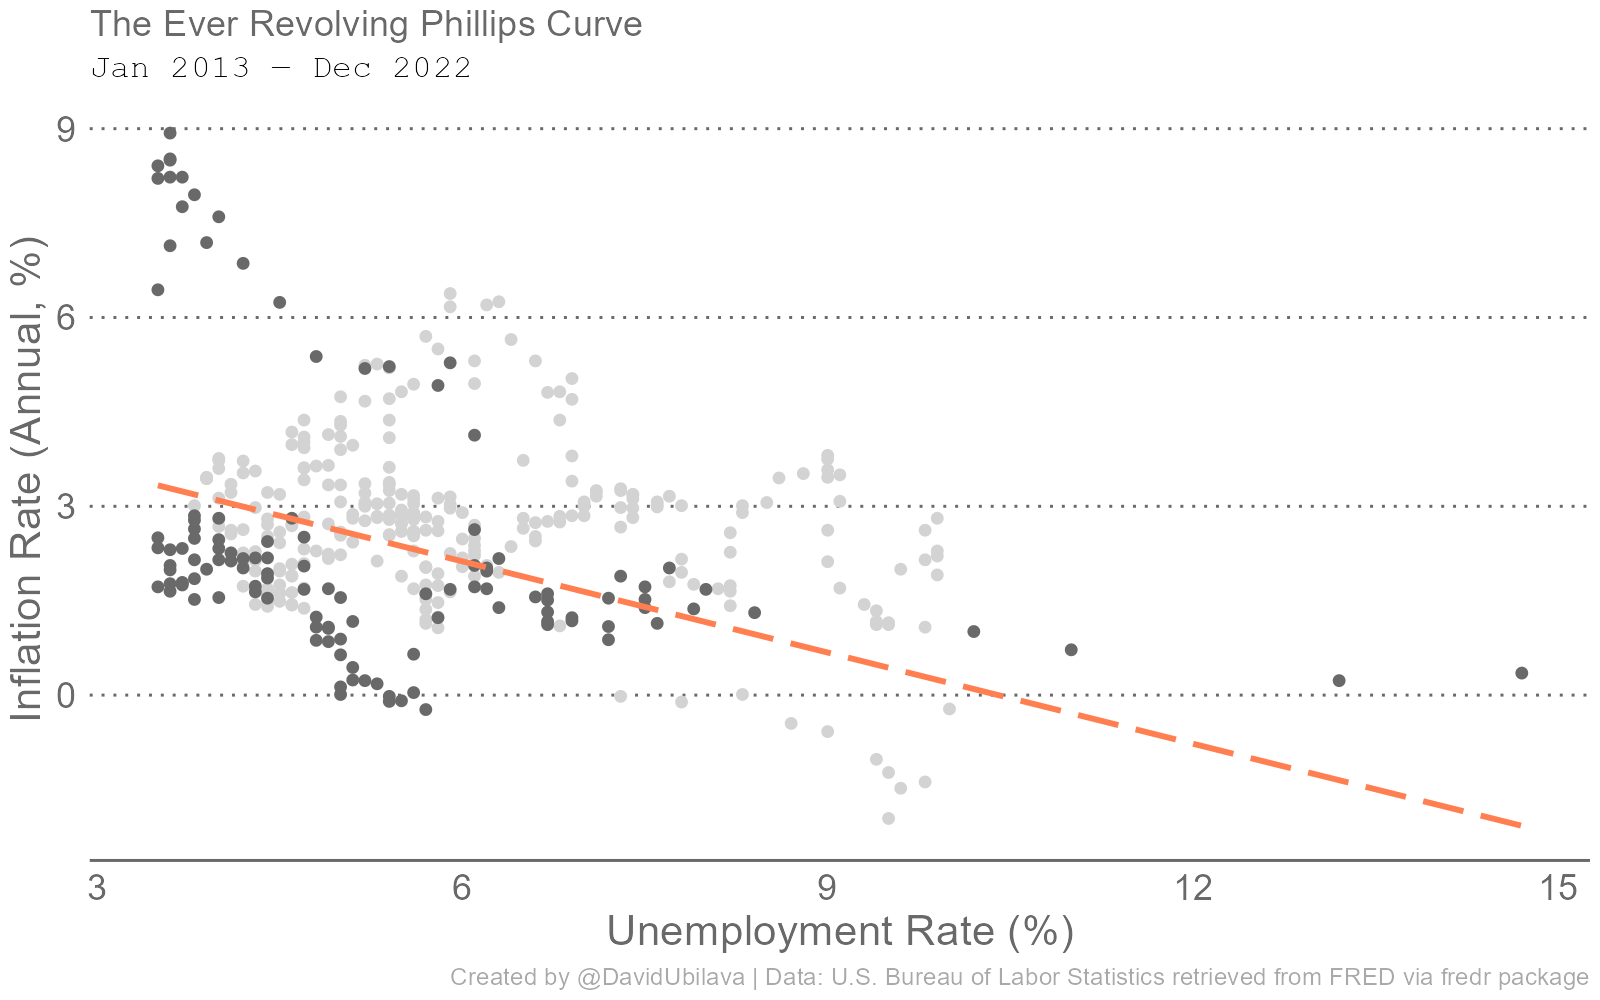 The Ever Revolving Phillips Curve
Jan 2013 — Dec 2022
9
6
3
0
Inflation Rate (Annual, %)
3 6 9 12 15
Unemployment Rate (%)
Created by @DavidUbilava | Data: U.S. Bureau of Labor Statistics retrieved from FRED via fredr package